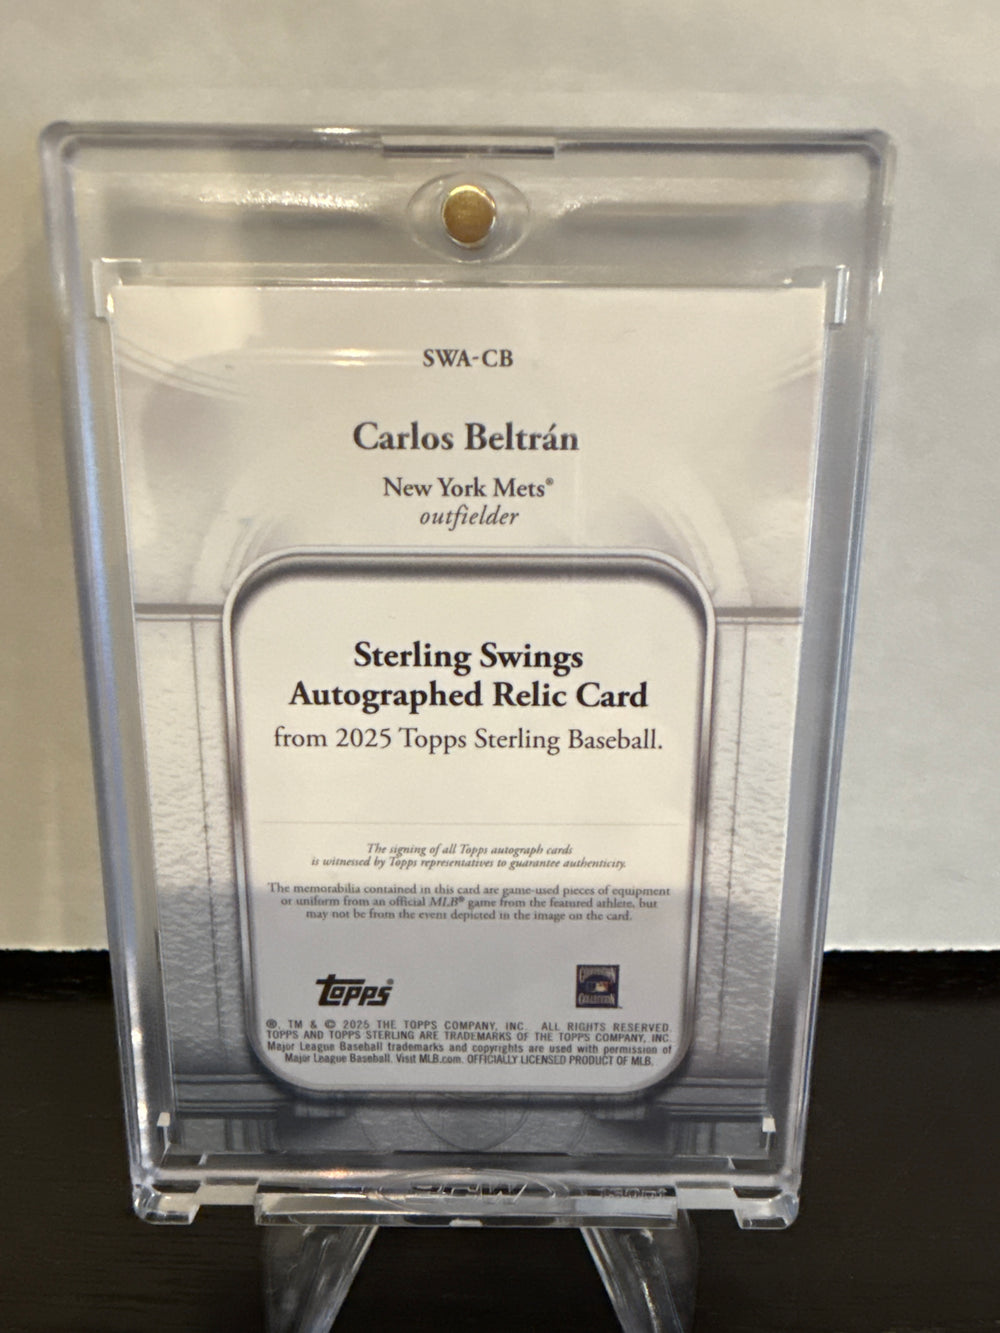 SWA-CB
Carlos Beltrán
New York Mets®
outfielder
Sterling Swings
Autographed Relic Card
from 2025 Topps Sterling Baseball.
The signing of all Topps autograph cards
is witnessed by Topps representatives to guarantee authenticity.
The memorabilia contained in this card are game-used pieces of equipment
or uniform from an official MLB® game from the featured athlete, but
may not be from the event depicted in the image on the card.
Topps
COOPERSTOWN
COLLECTION
®, TM & © 2025 THE TOPPS COMPANY, INC. ALL RIGHTS RESERVED.
TOPPS AND TOPPS STERLING ARE TRADEMARKS OF THE TOPPS COMPANY, INC.
Major League Baseball trademarks and copyrights are used with permission of
Major League Baseball. Visit MLB.com. OFFICIALLY LICENSED PRODUCT OF MLB.